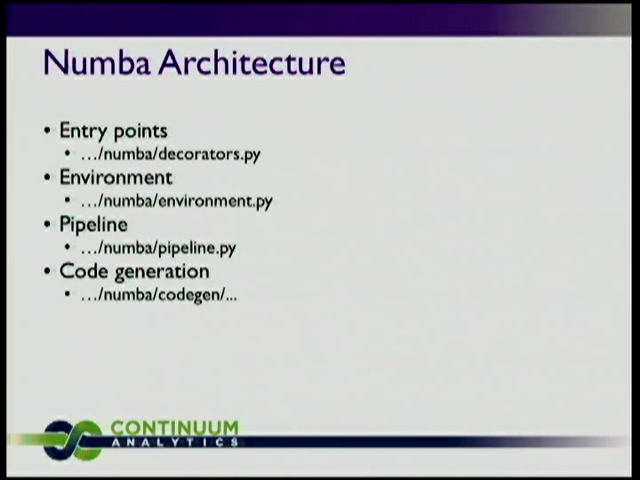 Numba Architecture
• Entry points
• .../numba/decorators.py
• Environment
• .../numba/environment.py
• Pipeline
• .../numba/pipeline.py
• Code generation
• .../numba/codegen/...
CONTINUUM
ANALYTICS